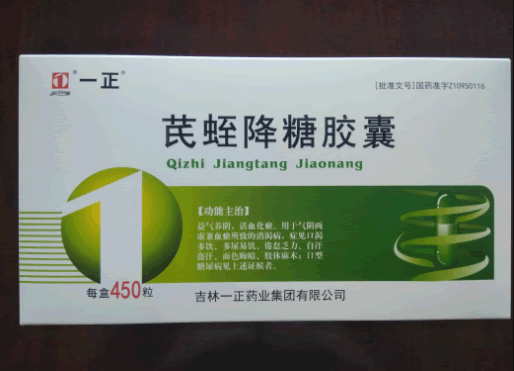 一正®
[批准文号]国药准字Z10950116
芪蛭降糖胶囊
Qizhi Jiangtang Jiaonang
1
【功能主治】
益气养阴，活血化瘀。用于气阴两
虚兼血瘀所致的消渴病，症见口渴
多饮、多尿易饥、倦怠乏力、自汗
盗汗、面色晦暗、肢体麻木；II型
糖尿病见上述证候者。
每盒450粒
吉林一正药业集团有限公司